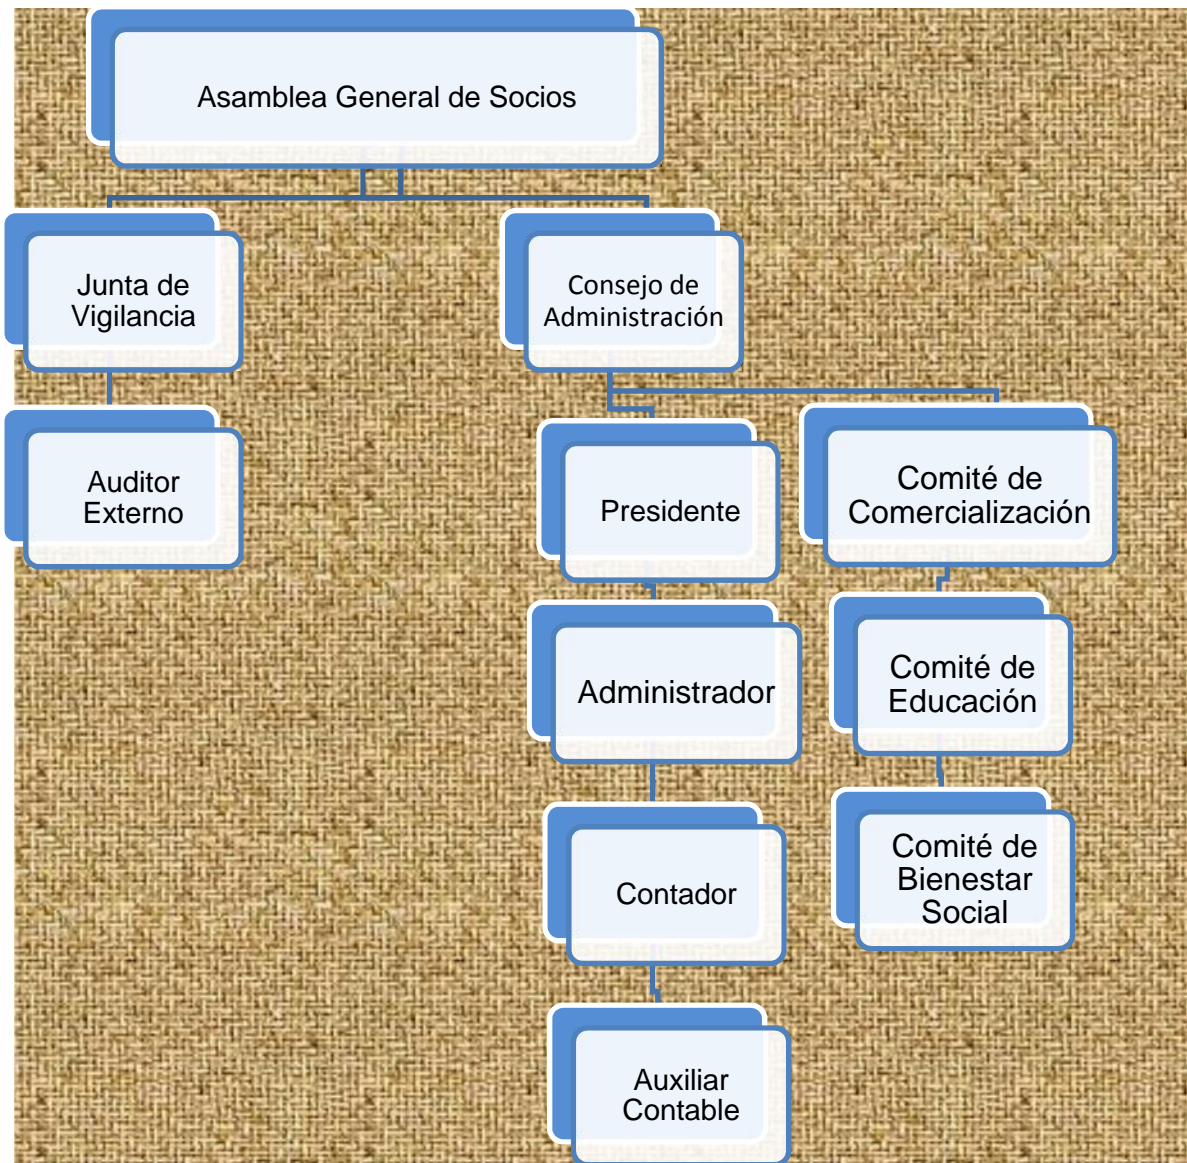 Asamblea General de Socios
Junta de
Vigilancia
Consejo de
Administración
Auditor
Externo
Presidente
Comité de
Comercialización
Administrador
Comité de
Educación
Contador
Comité de
Bienestar
Social
Auxiliar
Contable